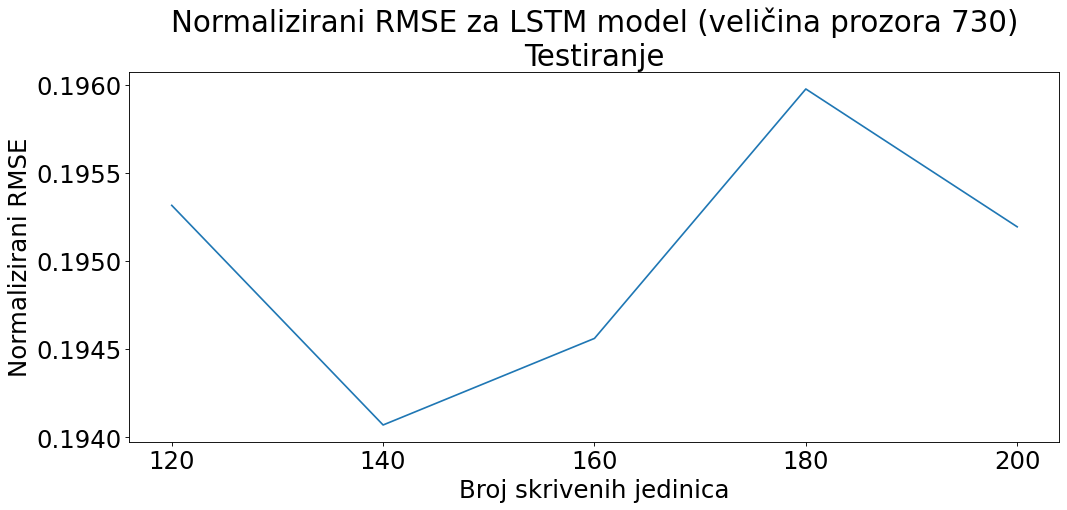 Normalizirani RMSE za LSTM model (veličina prozora 730)
Testiranje
Normalizirani RMSE
0.1960
0.1955
0.1950
0.1945
0.1940
120 140 160 180 200
Broj skrivenih jedinica